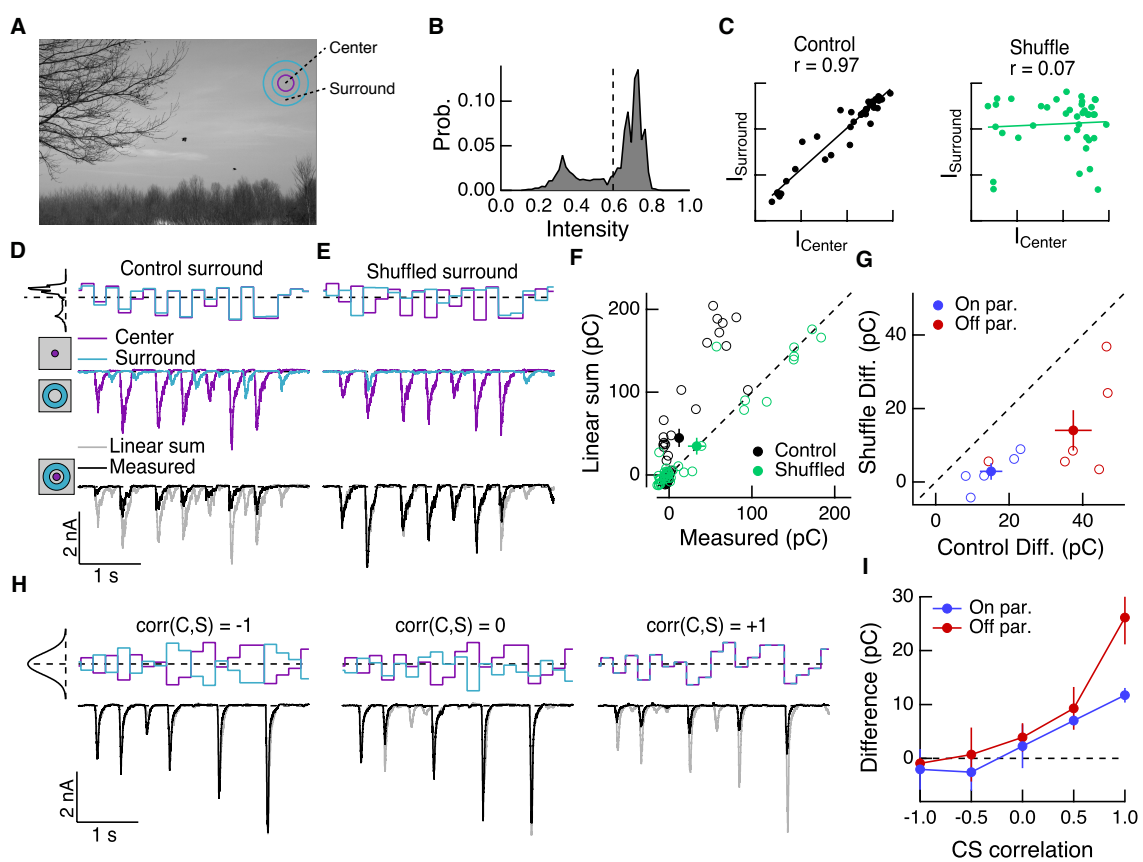 A
Center
Surround
B
Prob.
0.10
0.05
0.00
0.0 0.2 0.4 0.6 0.8 1.0
Intensity
C
Control
r = 0.97
I Surround
I Center
Shuffle
r = 0.07
I Surround
I Center
D
Control surround
Center
Surround
Linear sum
Measured
2 nA
1 s
E
Shuffled surround
F
Linear sum (pC)
200
100
0
Control
Shuffled
0 100 200
Measured (pC)
G
Shuffle Diff. (pC)
On par.
Off par.
40
20
0
0 20 40
Control Diff. (pC)
H
corr(C,S) = -1
corr(C,S) = 0
corr(C,S) = +1
2 nA
1 s
I
Difference (pC)
30
20
10
0
On par.
Off par.
-1.0 -0.5 0.0 0.5 1.0
CS correlation